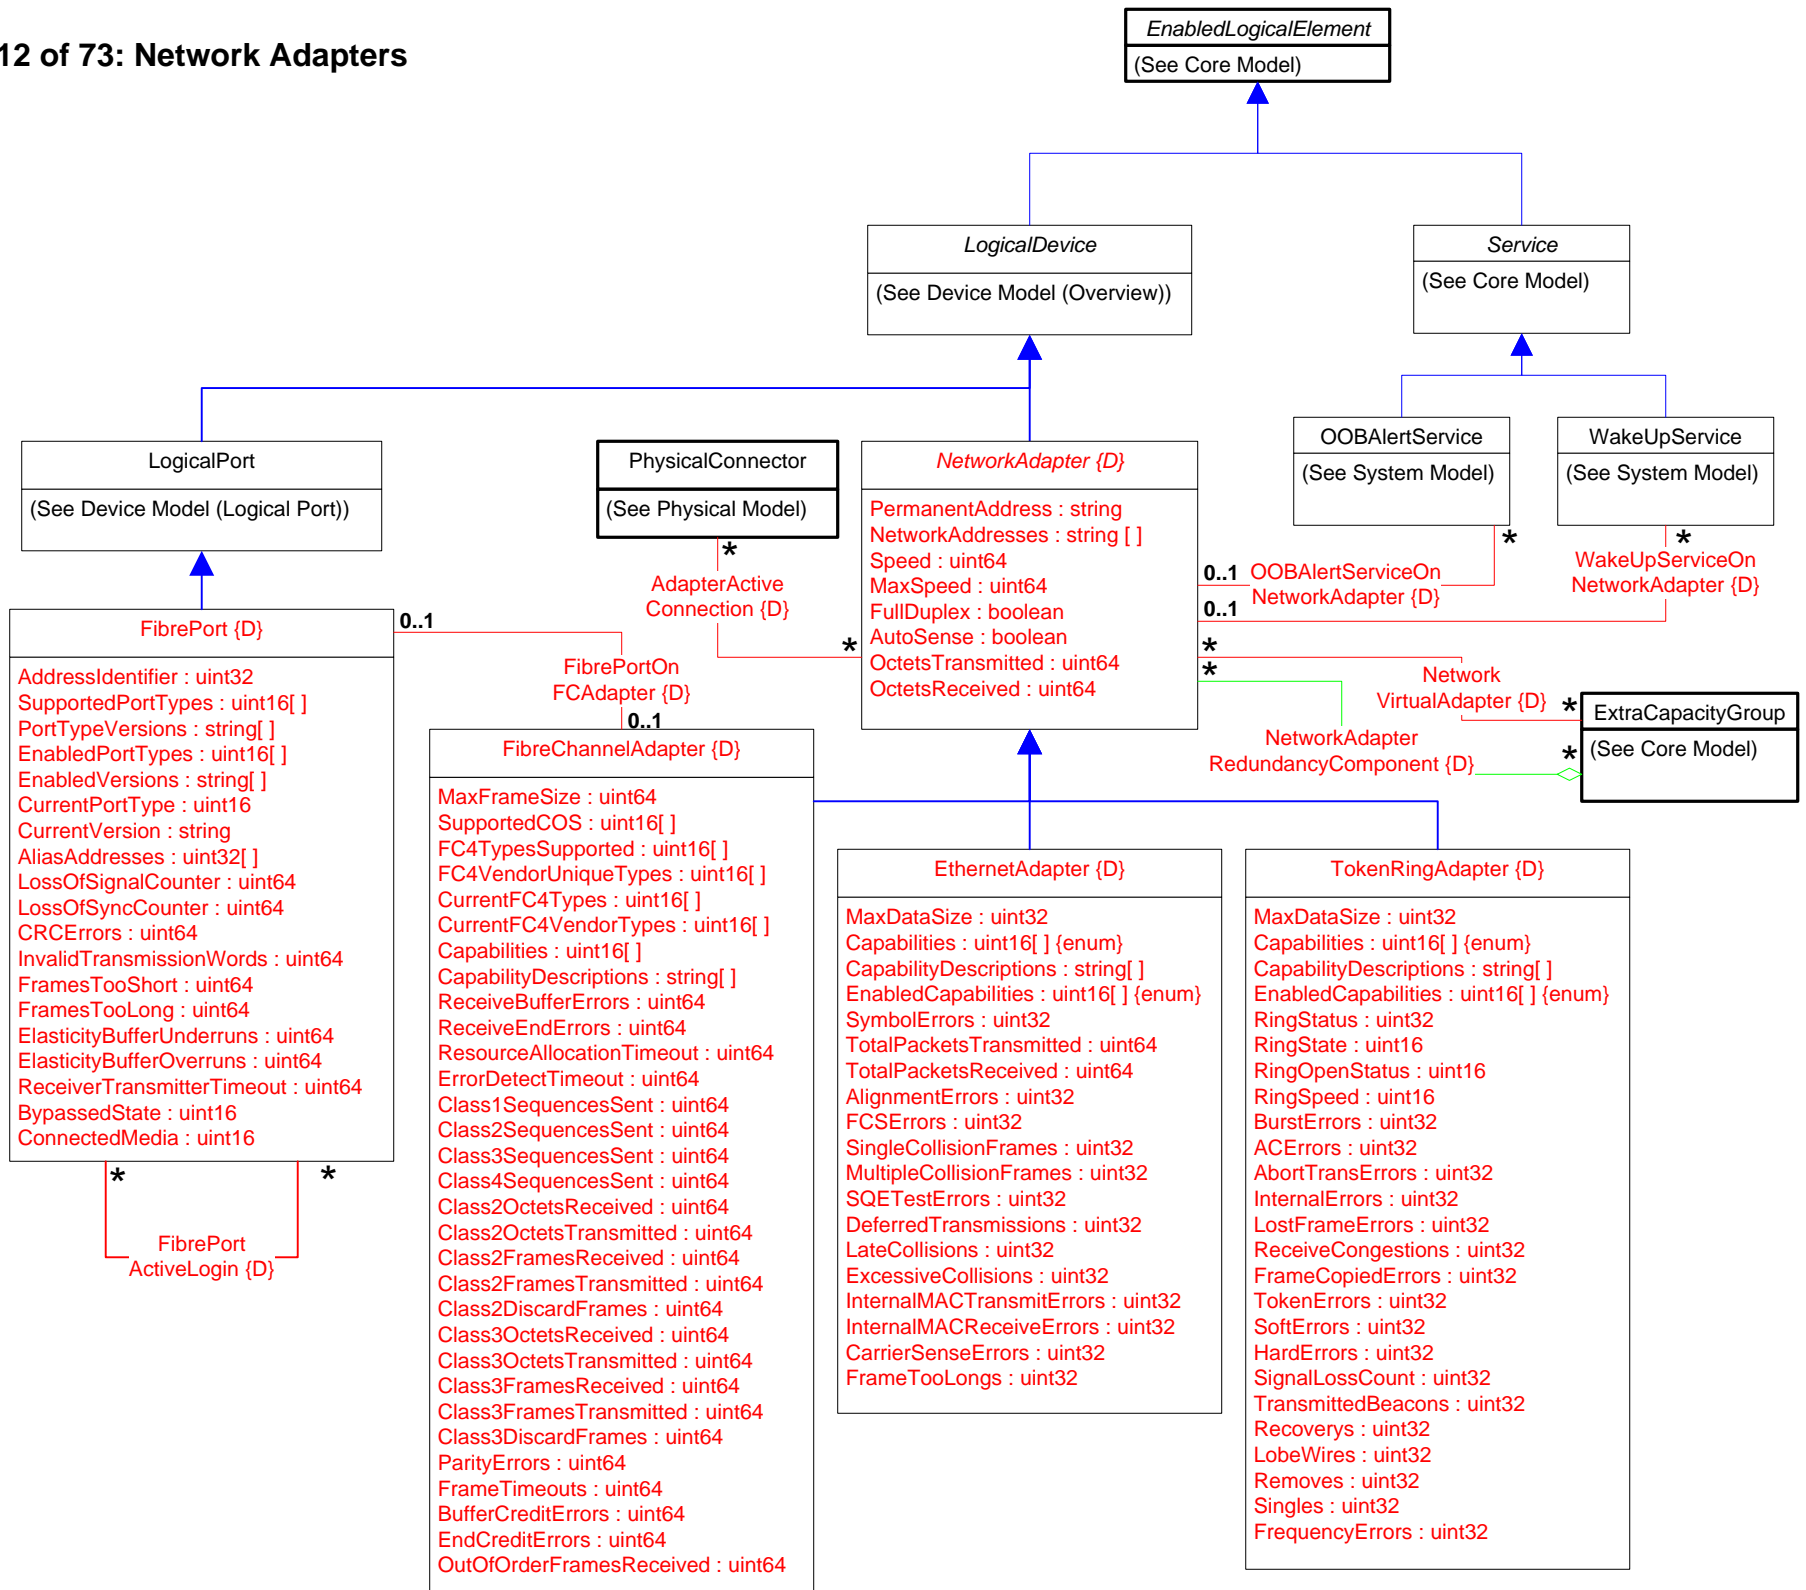 12 of 73: Network Adapters
EnabledLogicalElement
(See Core Model)
LogicalDevice
(See Device Model (Overview))
Service
(See Core Model)
LogicalPort
(See Device Model (Logical Port))
PhysicalConnector
(See Physical Model)
*
AdapterActive
Connection {D}
*
NetworkAdapter {D}
PermanentAddress : string
NetworkAddresses : string [ ]
Speed : uint64
MaxSpeed : uint64
FullDuplex : boolean
AutoSense : boolean
OctetsTransmitted : uint64
OctetsReceived : uint64
OOBAlertService
(See System Model)
WakeUpService
(See System Model)
*
*
0..1
OOBAlertServiceOn
NetworkAdapter {D}
WakeUpServiceOn
NetworkAdapter {D}
0..1
*
*
Network
VirtualAdapter {D}
*
NetworkAdapter
RedundancyComponent {D}
*
ExtraCapacityGroup
(See Core Model)
FibrePort {D}
AddressIdentifier : uint32
SupportedPortTypes : uint16[ ]
PortTypeVersions : string[ ]
EnabledPortTypes : uint16[ ]
EnabledVersions : string[ ]
CurrentPortType : uint16
CurrentVersion : string
AliasAddresses : uint32[ ]
LossOfSignalCounter : uint64
LossOfSyncCounter : uint64
CRCErrors : uint64
InvalidTransmissionWords : uint64
FramesTooShort : uint64
FramesTooLong : uint64
ElasticityBufferUnderruns : uint64
ElasticityBufferOverruns : uint64
ReceiverTransmitterTimeout : uint64
BypassedState : uint16
ConnectedMedia : uint16
*
*
FibrePort
ActiveLogin {D}
0..1
FibrePortOn
FCAdapter {D}
0..1
FibreChannelAdapter {D}
MaxFrameSize : uint64
SupportedCOS : uint16[ ]
FC4TypesSupported : uint16[ ]
FC4VendorUniqueTypes : uint16[ ]
CurrentFC4Types : uint16[ ]
CurrentFC4VendorTypes : uint16[ ]
Capabilities : uint16[ ]
CapabilityDescriptions : string[ ]
ReceiveBufferErrors : uint64
ReceiveEndErrors : uint64
ResourceAllocationTimeout : uint64
ErrorDetectTimeout : uint64
Class1SequencesSent : uint64
Class2SequencesSent : uint64
Class3SequencesSent : uint64
Class4SequencesSent : uint64
Class2OctetsReceived : uint64
Class2OctetsTransmitted : uint64
Class2FramesReceived : uint64
Class2FramesTransmitted : uint64
Class2DiscardFrames : uint64
Class3OctetsReceived : uint64
Class3OctetsTransmitted : uint64
Class3FramesReceived : uint64
Class3FramesTransmitted : uint64
Class3DiscardFrames : uint64
ParityErrors : uint64
FrameTimeouts : uint64
BufferCreditErrors : uint64
EndCreditErrors : uint64
OutOfOrderFramesReceived : uint64
EthernetAdapter {D}
MaxDataSize : uint32
Capabilities : uint16[ ] {enum}
CapabilityDescriptions : string[ ]
EnabledCapabilities : uint16[ ] {enum}
SymbolErrors : uint32
TotalPacketsTransmitted : uint64
TotalPacketsReceived : uint64
AlignmentErrors : uint32
FCSErrors : uint32
SingleCollisionFrames : uint32
MultipleCollisionFrames : uint32
SQETestErrors : uint32
DeferredTransmissions : uint32
LateCollisions : uint32
ExcessiveCollisions : uint32
InternalMACTransmitErrors : uint32
InternalMACReceiveErrors : uint32
CarrierSenseErrors : uint32
FrameTooLongs : uint32
TokenRingAdapter {D}
MaxDataSize : uint32
Capabilities : uint16[ ] {enum}
CapabilityDescriptions : string[ ]
EnabledCapabilities : uint16[ ] {enum}
RingStatus : uint32
RingState : uint16
RingOpenStatus : uint16
RingSpeed : uint16
BurstErrors : uint32
ACErrors : uint32
AbortTransErrors : uint32
InternalErrors : uint32
LostFrameErrors : uint32
ReceiveCongestions : uint32
FrameCopiedErrors : uint32
TokenErrors : uint32
SoftErrors : uint32
HardErrors : uint32
SignalLossCount : uint32
TransmittedBeacons : uint32
Recoverys : uint32
LobeWires : uint32
Removes : uint32
Singles : uint32
FrequencyErrors : uint32